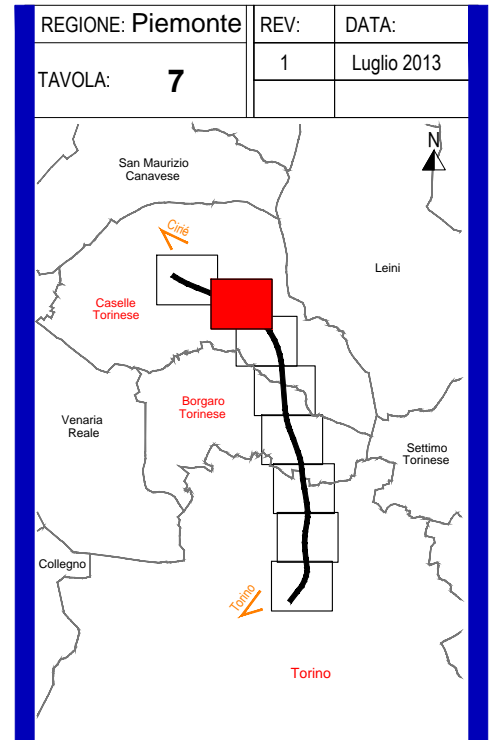 REGIONE: Piemonte
REV:
DATA:
TAVOLA: 7
1
Luglio 2013
N
San Maurizio
Canavese
Cirié
Leini
Caselle
Torinese
Borgaro
Torinese
Venaria
Reale
Settimo
Torinese
Collegno
Torino
Torino